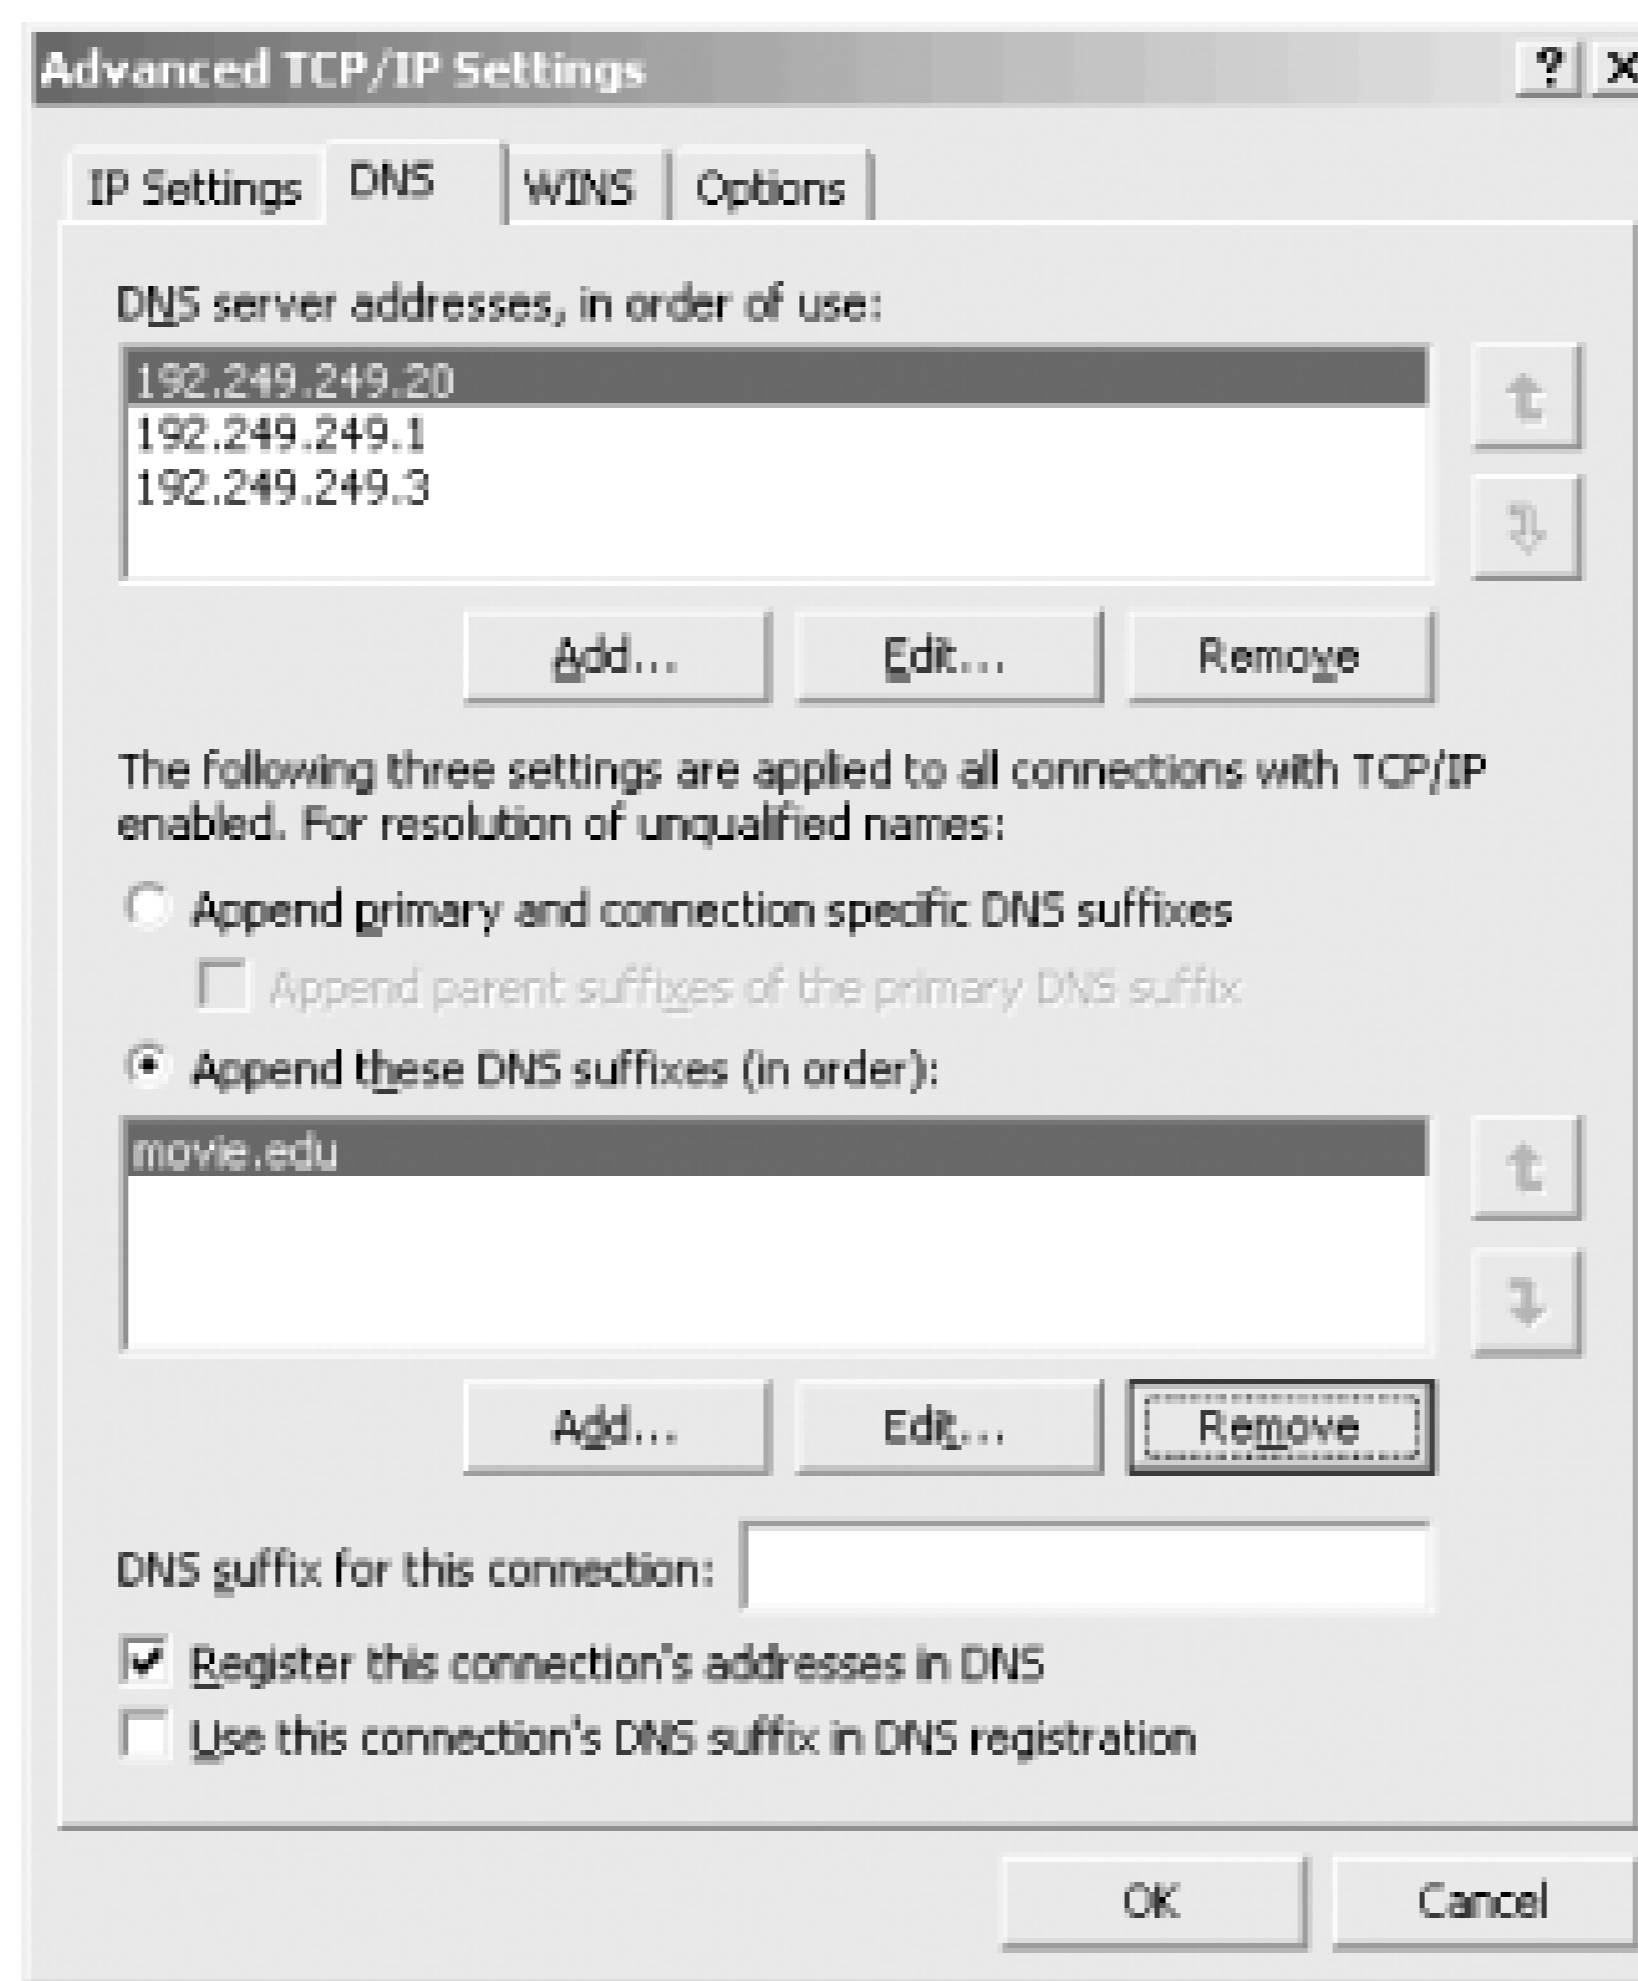 Advanced TCP/IP Settings
? X
IP Settings DNS WINS Options
DNS server addresses, in order of use:
192.249.249.20
192.249.249.1
192.249.249.3
Add... Edit... Remove
The following three settings are applied to all connections with TCP/IP
enabled. For resolution of unqualified names:
Append primary and connection specific DNS suffixes
Append parent suffixes of the primary DNS suffix
Append these DNS suffixes (in order):
movie.edu
Add... Edit... Remove
DNS suffix for this connection:
Register this connection's addresses in DNS
Use this connection's DNS suffix in DNS registration
OK Cancel